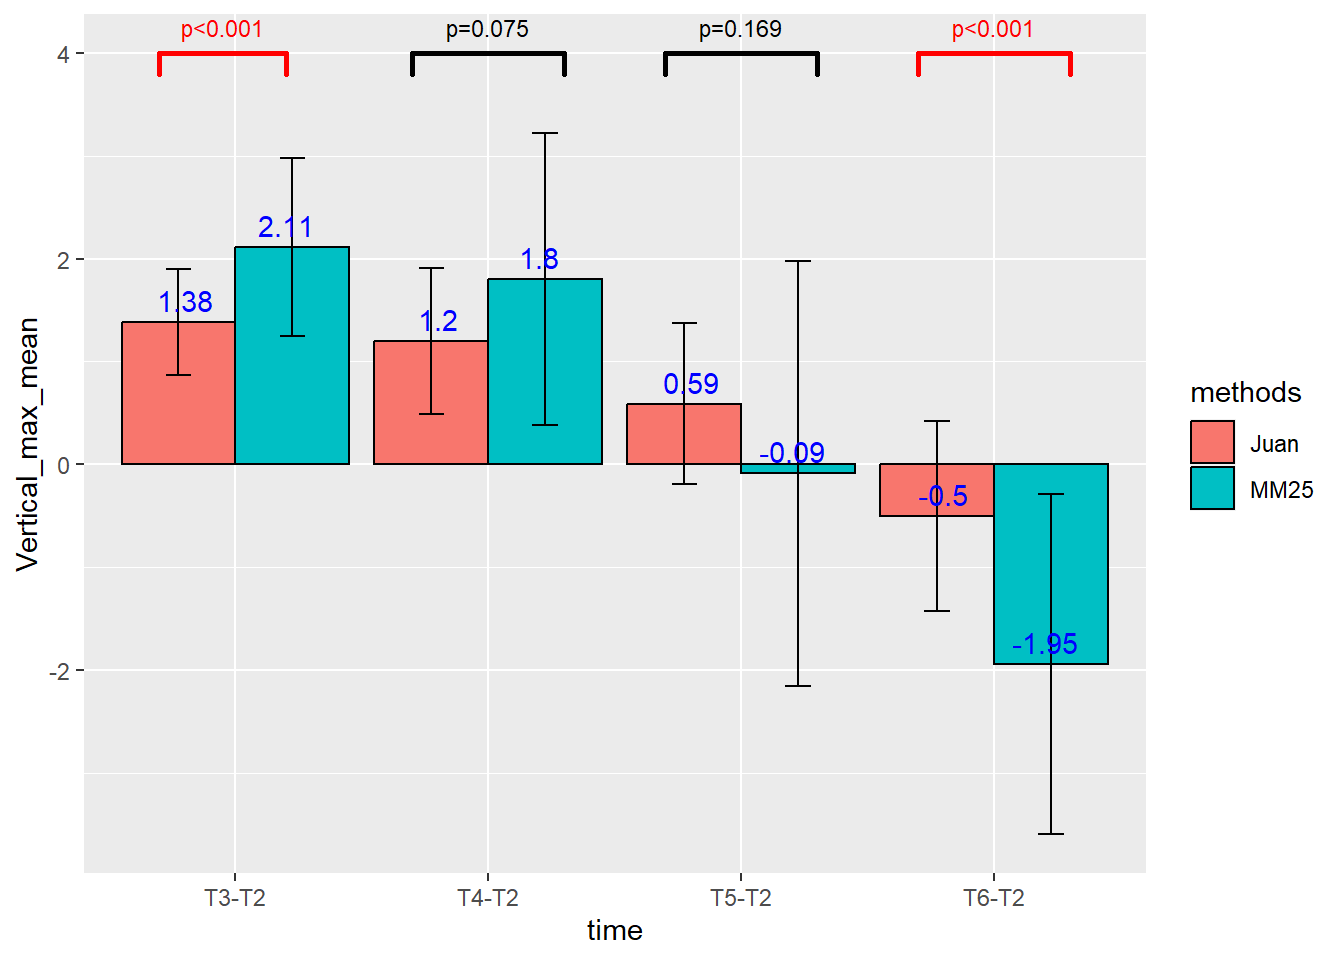 p<0.001
p=0.075
p=0.169
p<0.001
4
2
0
-2
Vertical_max_mean
1.38
2.11
1.2
1.8
0.59
-0.09
-0.5
-1.95
T3-T2
T4-T2
T5-T2
T6-T2
time
methods
Juan
MM25